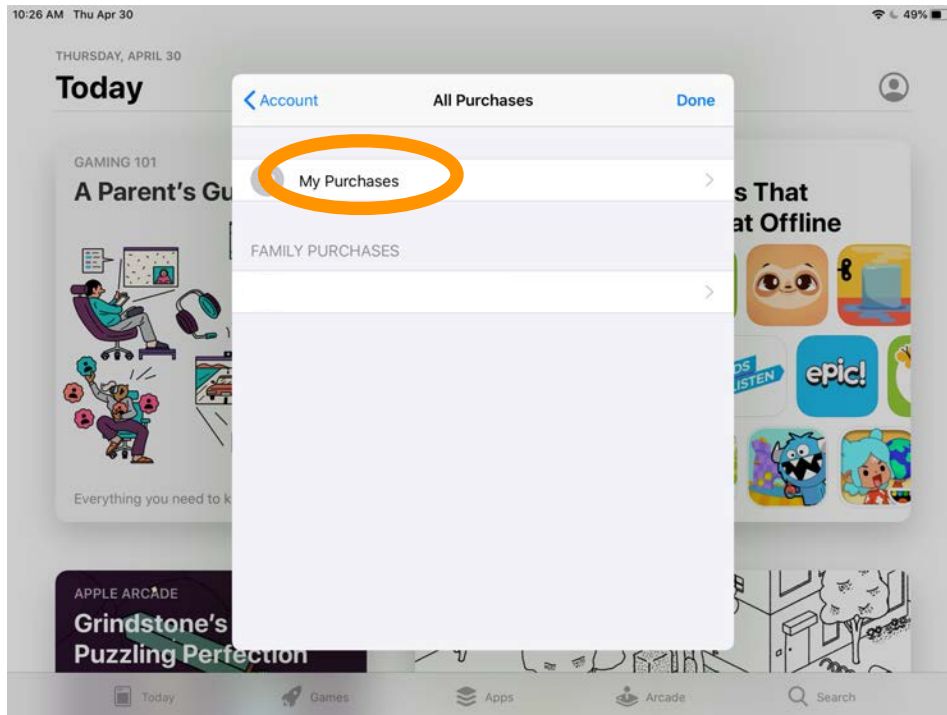 10:26 AM Thu Apr 30
49%
THURSDAY, APRIL 30
Today
Account
All Purchases
Done
My Purchases
FAMILY PURCHASES
GAMING 101
A Parent's Gu
s That
at Offline
OS
LISTEN
epic!
Everything you need to k
APPLE ARCADE
Grindstone's
Puzzling Perfection
Today
Games
Apps
Arcade
Search